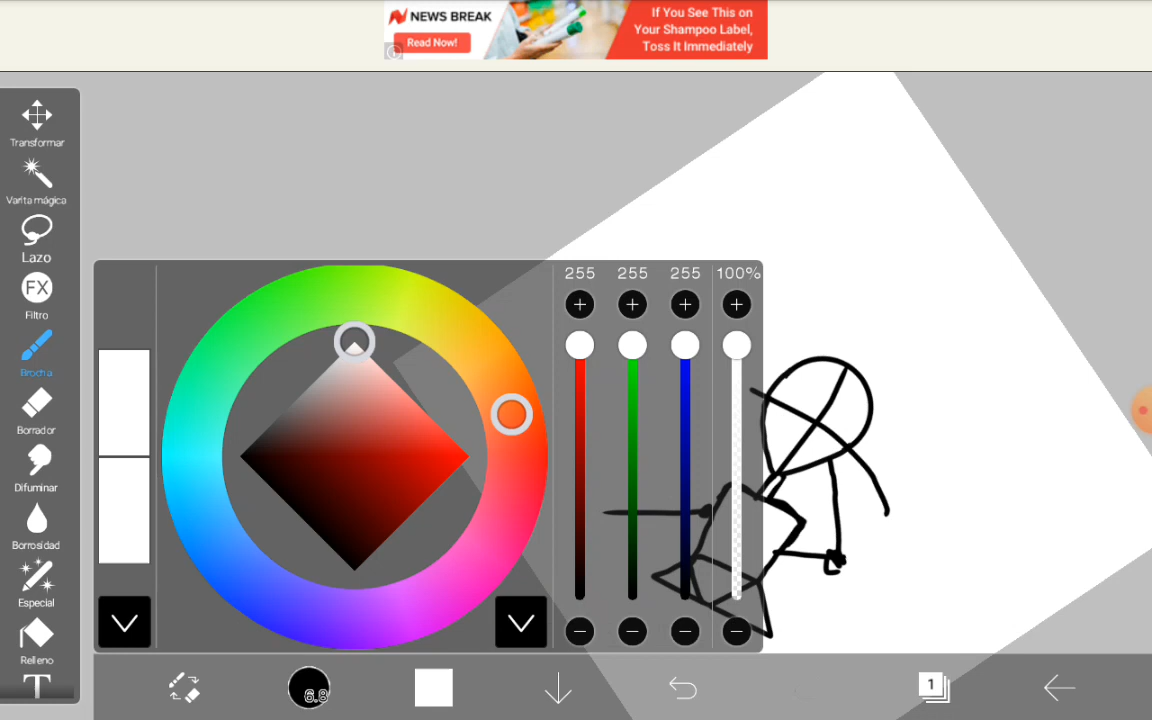 NEWS BREAK
Read Now!
If You See This on
Your Shampoo Label,
Toss It Immediately
Transformar
Varita mágica
Lazo
FX
Filtro
Brocha
Borrador
Difuminar
Borrosidad
Especial
Relleno
T
255 255 255 100%
6.8
1